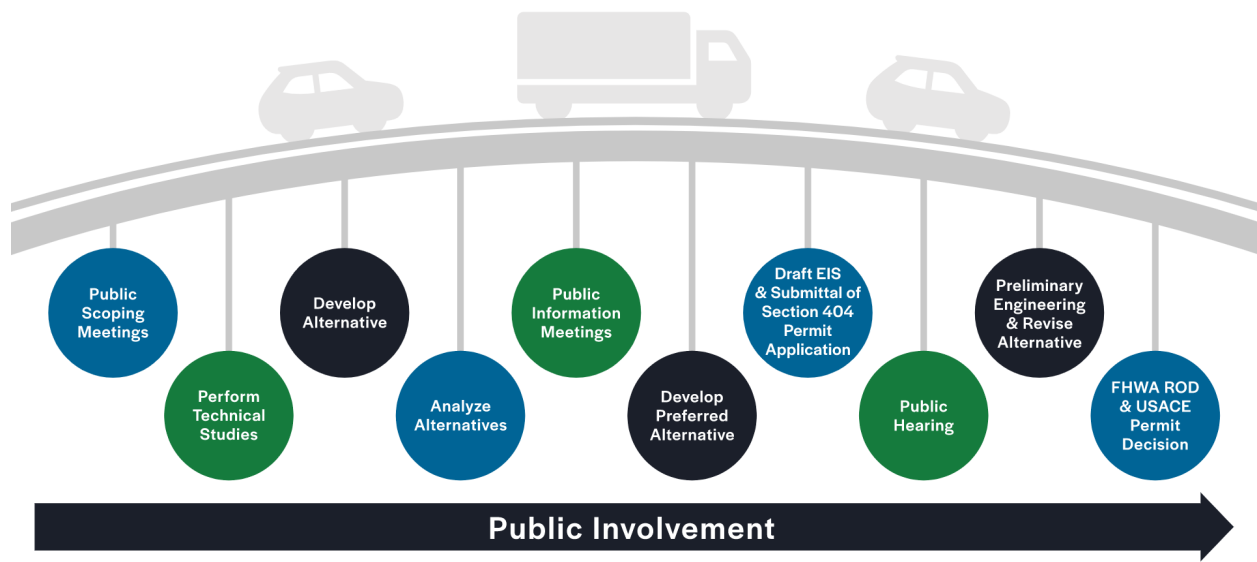 Public
Scoping
Meetings
Perform
Technical
Studies
Develop
Alternative
Analyze
Alternatives
Public
Information
Meetings
Develop
Preferred
Alternative
Draft EIS
& Submittal of
Section 404
Permit
Application
Public
Hearing
Preliminary
Engineering
& Revise
Alternative
FHWA ROD
& USACE
Permit
Decision
Public Involvement